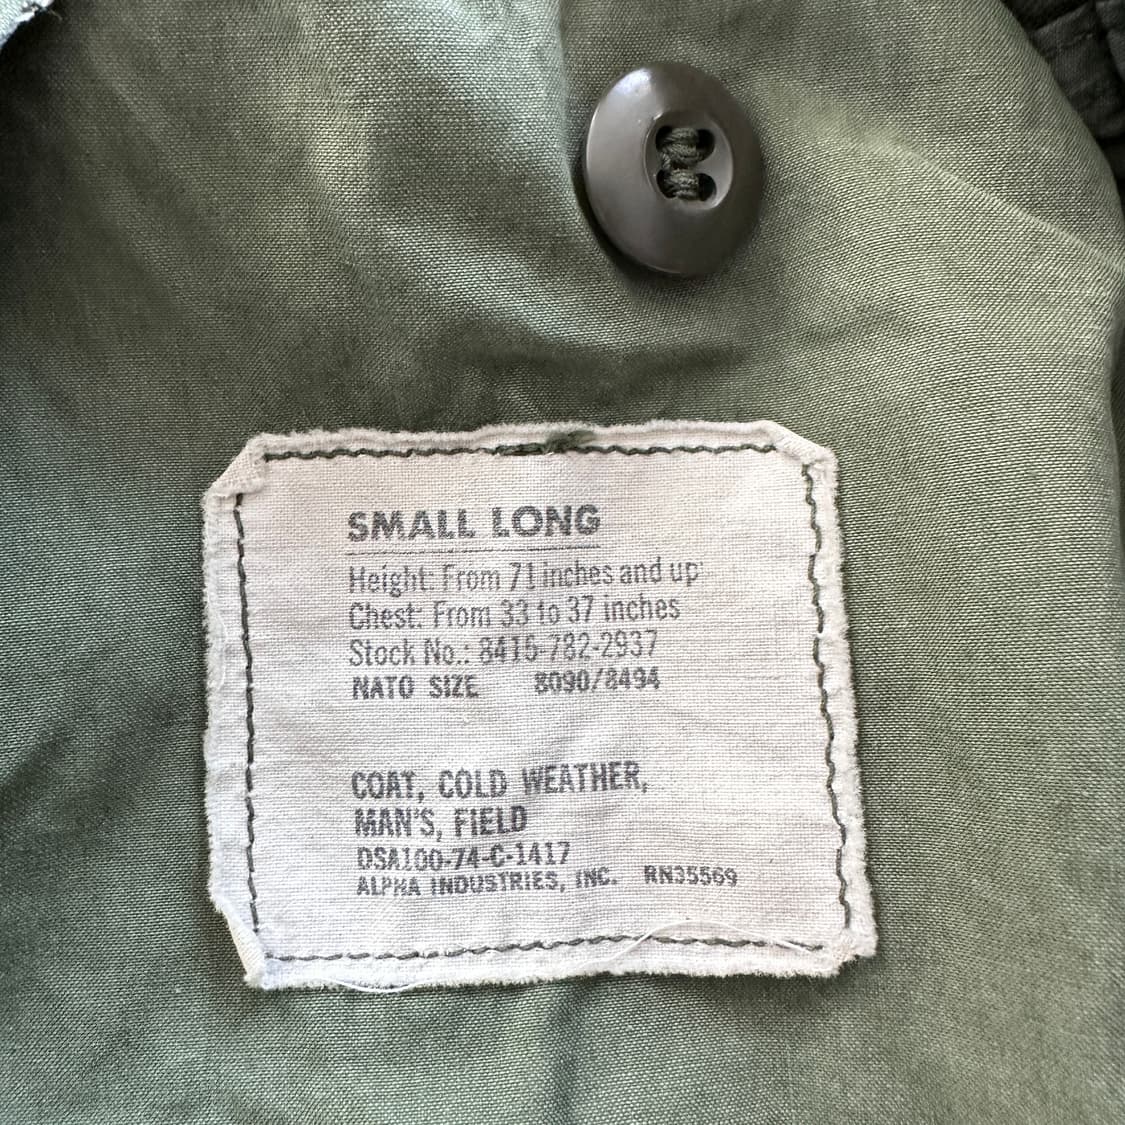 SMALL LONG
Height: From 71 inches and up
Chest: From 33 to 37 inches
Stock No.: 8415-782-2937
NATO SIZE 8090/8494
COAT, COLD WEATHER,
MAN'S, FIELD
DSA100-74-C-1417
ALPHA INDUSTRIES, INC. RN35569